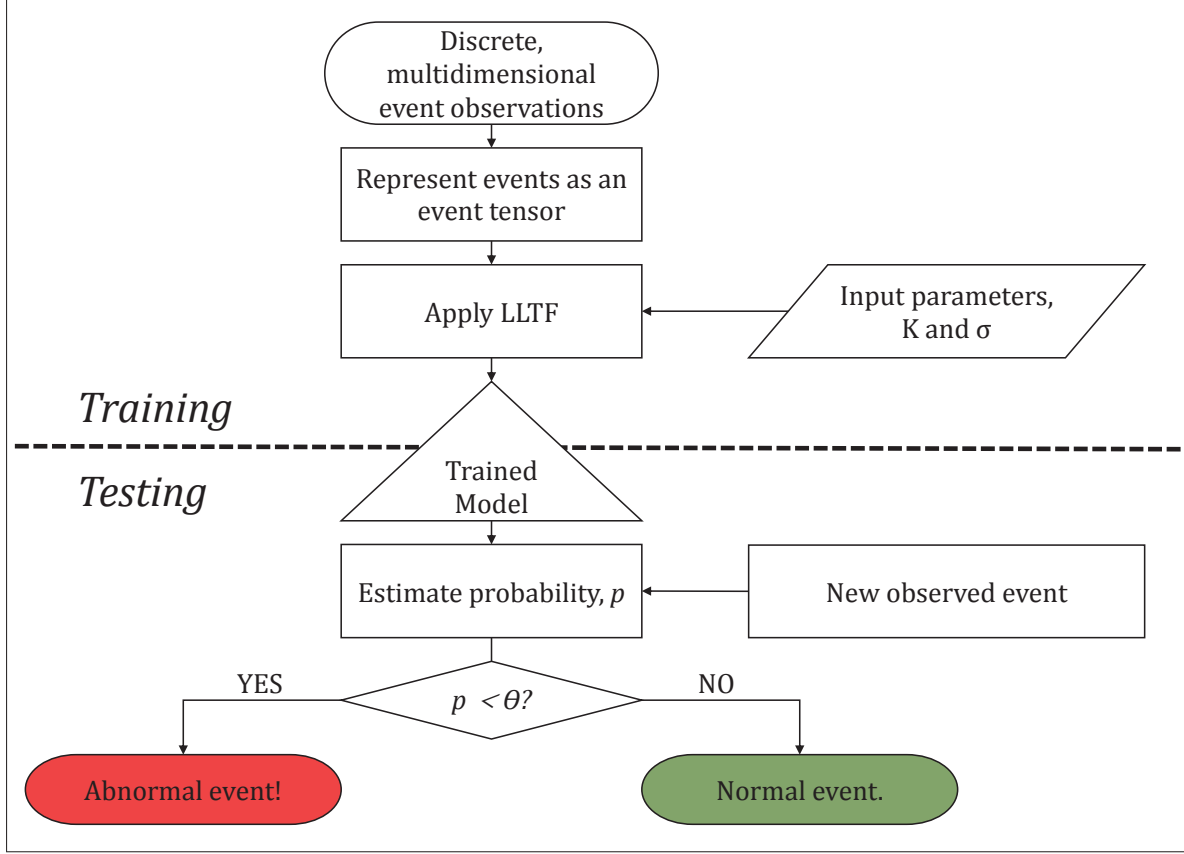 Discrete,
multidimensional
event observations
Represent events as an
event tensor
Apply LLTF
Input parameters,
K and σ
Training
Testing
Trained
Model
Estimate probability, p
New observed event
YES
p < θ?
NO
Abnormal event!
Normal event.